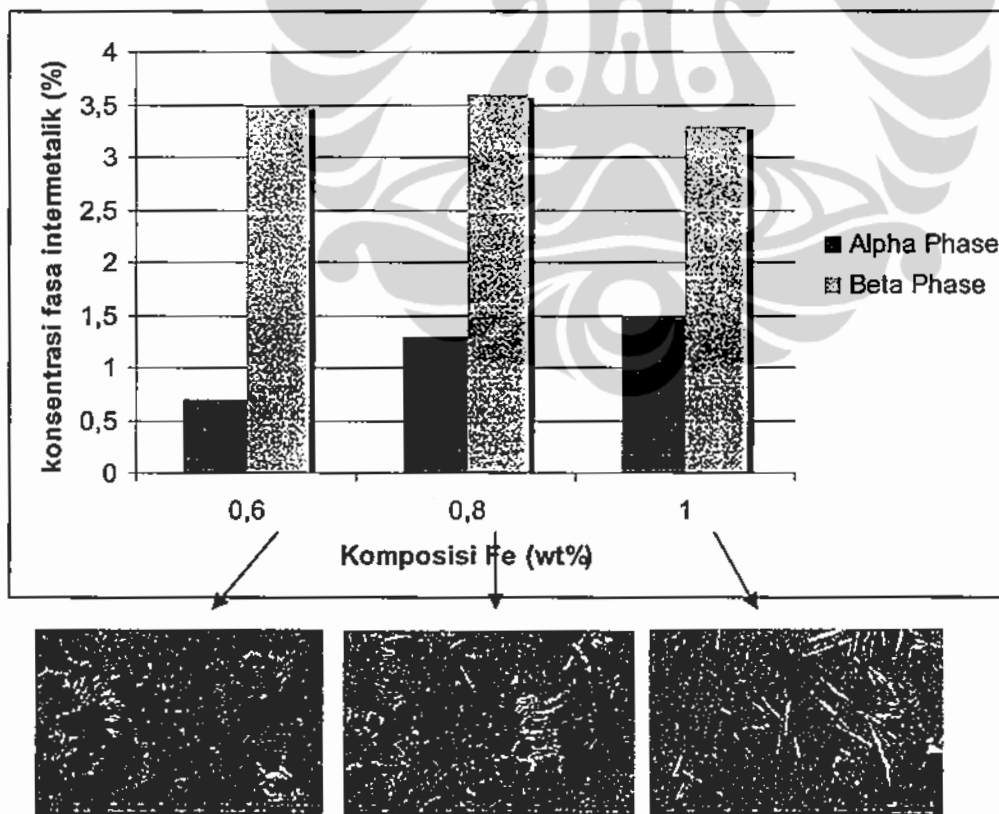 konsentrasi fasa intermetalik (%)
4
3,5
3
2,5
2
1,5
1
0,5
0
0,6 0,8 1
Komposisi Fe (wt%)
Alpha Phase
Beta Phase